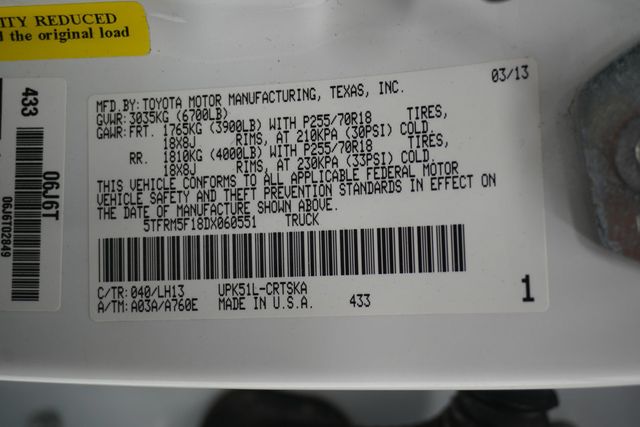 ITY REDUCED
the original load
433
06J6T
06J6T02849
03/13
MFD.BY: TOYOTA MOTOR MANUFACTURING, TEXAS, INC.
GVWR: 3035KG (6700LB)
GAWR: FRT. 1765KG (3900LB) WITH P255/70R18 TIRES,
18X8J RIMS, AT 210KPA (30PSI) COLD.
RR. 1810KG (4000LB) WITH P255/70R18 TIRES,
18X8J RIMS, AT 230KPA (33PSI) COLD.
THIS VEHICLE CONFORMS TO ALL APPLICABLE FEDERAL MOTOR
VEHICLE SAFETY AND THEFT PREVENTION STANDARDS IN EFFECT ON
THE DATE OF MANUFACTURE SHOWN ABOVE.
5TFRM5F18DX060551 TRUCK
C/TR: 040/LH13 UPK51L-CRTSKA
A/TM: A03A/A760E MADE IN U.S.A. 433
1